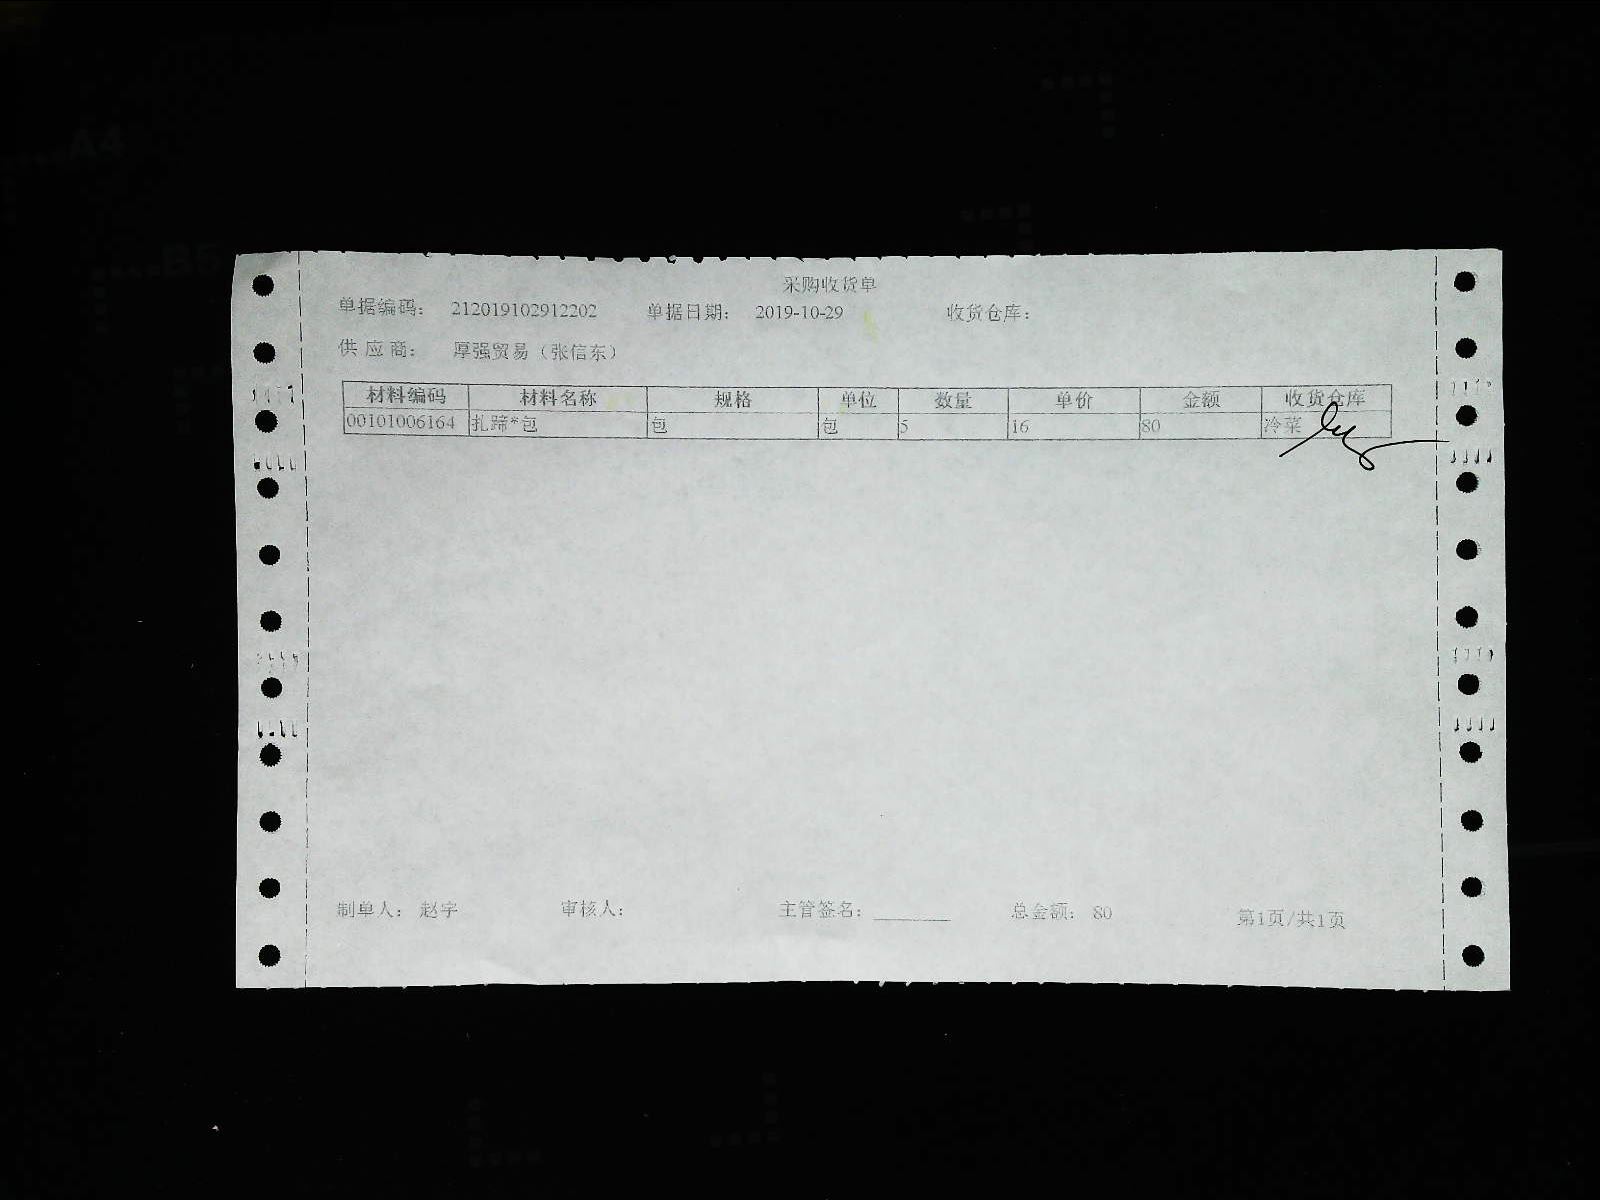 采购收货单
单据编码： 212019102912202 单据日期： 2019-10-29 收货仓库：
供应商： 厚强贸易（张信东）
材料编码 材料名称 规格 单位 数量 单价 金额 收货仓库
00101006164 扎蹄*包 包 包 5 16 80 冷菜
制单人： 赵宇 审核人： 主管签名： 总金额： 80 第1页/共1页